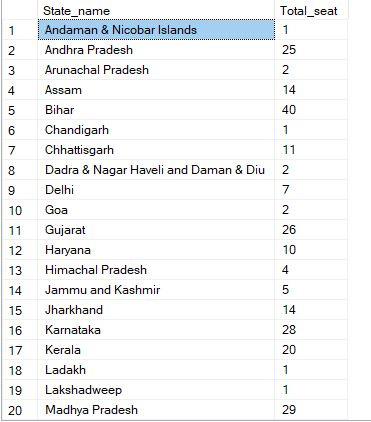 State_name Total_seat
1 Andaman & Nicobar Islands 1
2 Andhra Pradesh 25
3 Arunachal Pradesh 2
4 Assam 14
5 Bihar 40
6 Chandigarh 1
7 Chhattisgarh 11
8 Dadra & Nagar Haveli and Daman & Diu 2
9 Delhi 7
10 Goa 2
11 Gujarat 26
12 Haryana 10
13 Himachal Pradesh 4
14 Jammu and Kashmir 5
15 Jharkhand 14
16 Karnataka 28
17 Kerala 20
18 Ladakh 1
19 Lakshadweep 1
20 Madhya Pradesh 29